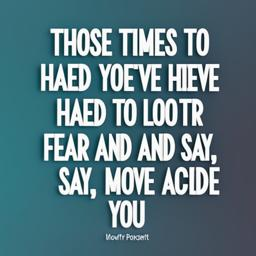 THOSE TIMES TO
HAED YOE'VE HIEVE
HAED TO LOOTR
FEAR AND AND SAY,
SAY, MOVE ACIDE
YOU